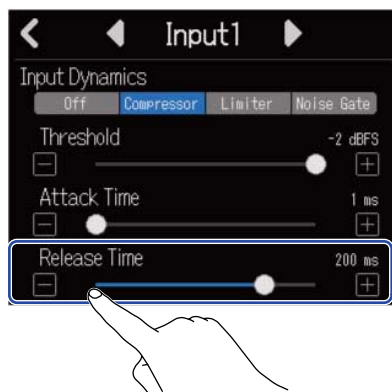 Input1
Input Dynamics
Off Compressor Limiter Noise Gate
Threshold -2 dBFS
Attack Time 1 ms
Release Time 200 ms